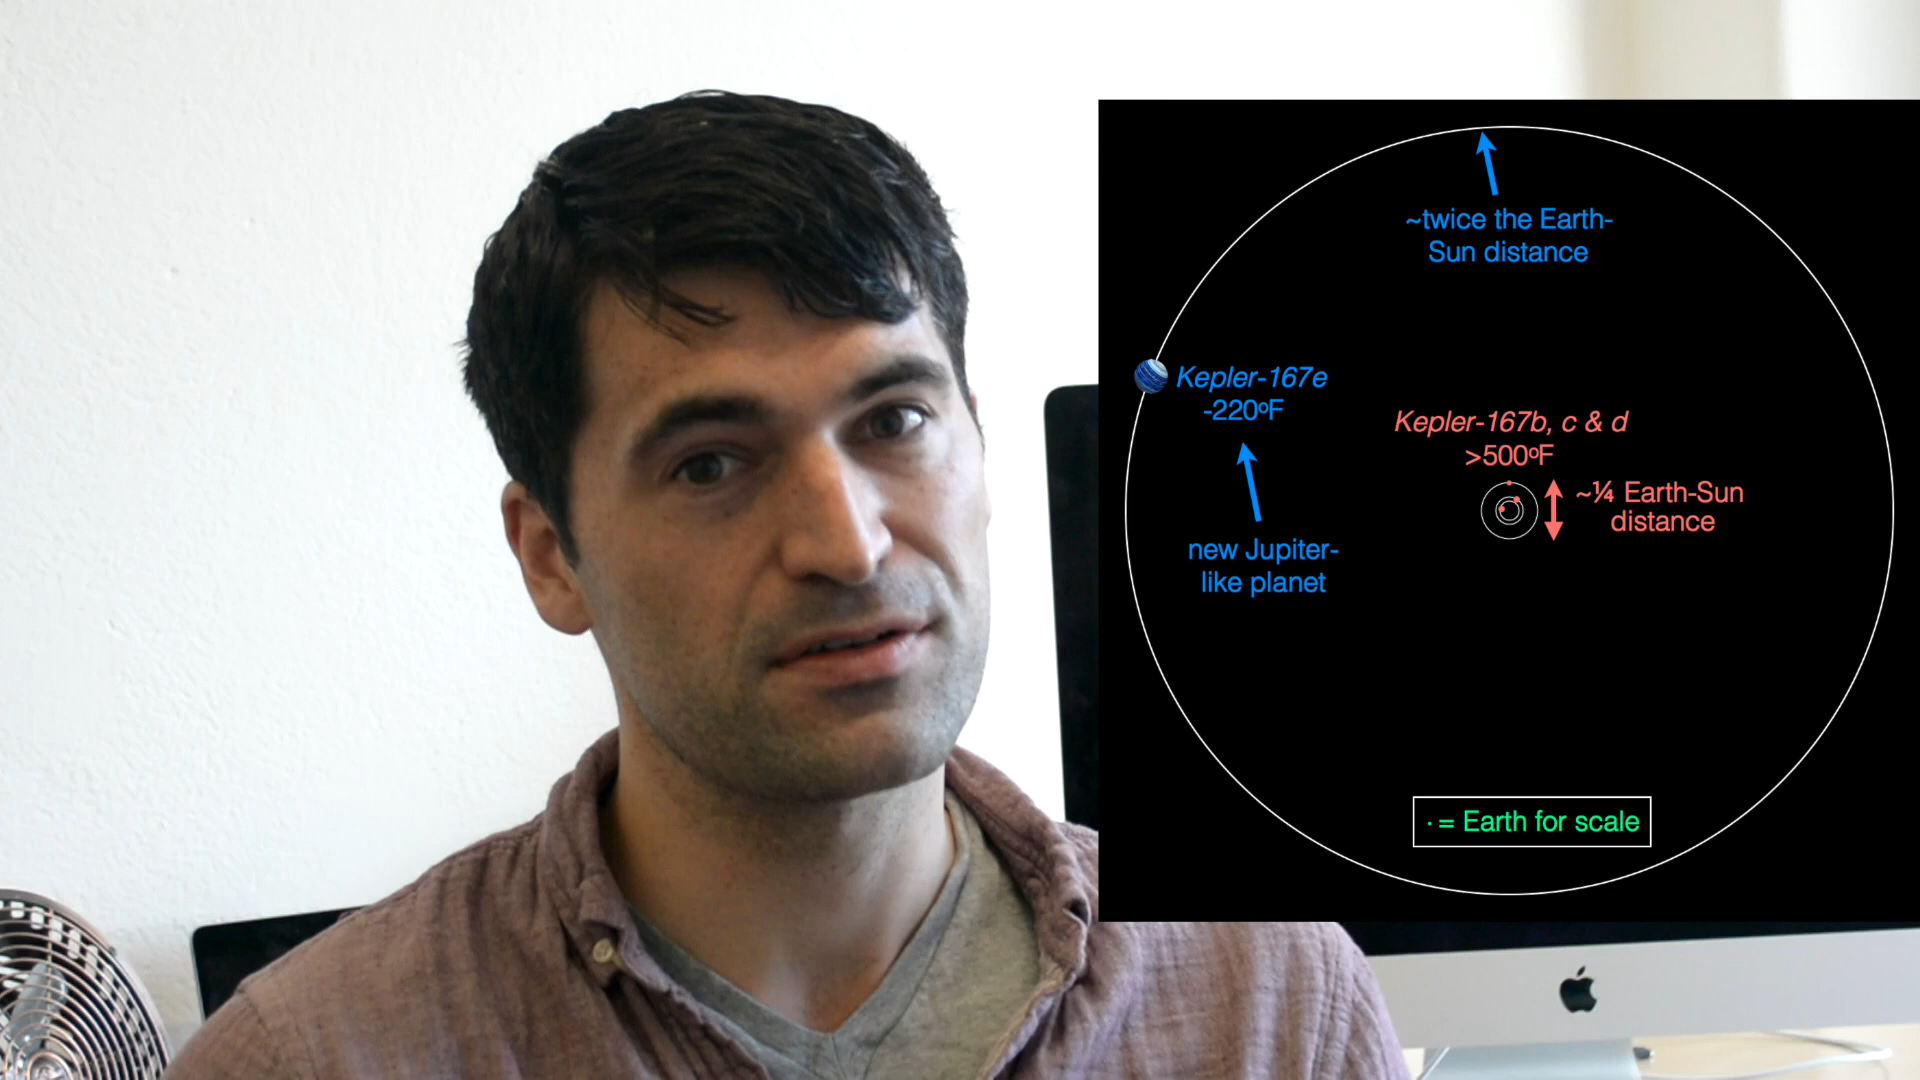 ~twice the Earth-
Sun distance
Kepler-167e
-220ºF
new Jupiter-
like planet
Kepler-167b, c & d
>500ºF
~¼ Earth-Sun
distance
· = Earth for scale